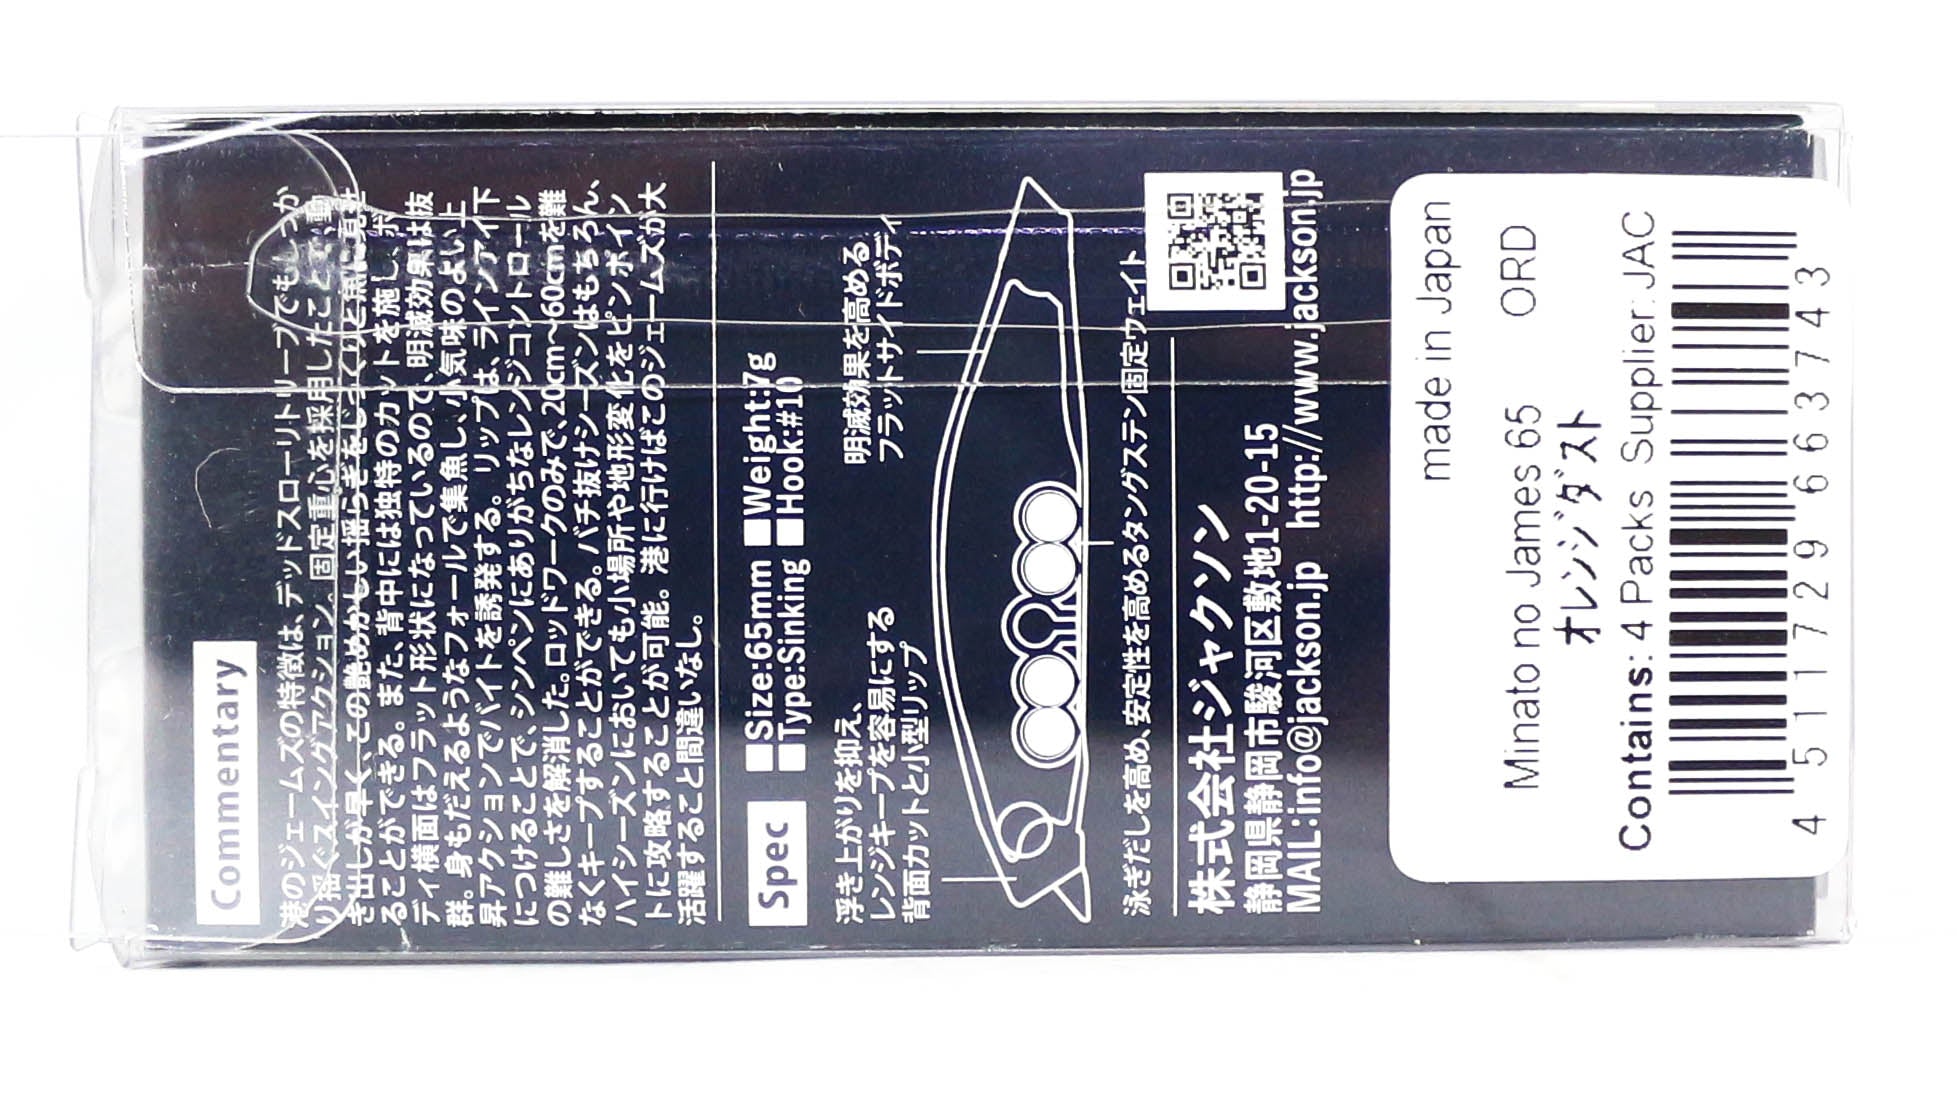 Commentary
港のジェームズの特徴は、デッドスローリトリーブでもしっか
り揺ぐスイングアクション。固定重心を採用したことで、動
き出しが早く、この艶めかしい揺らぎをじっくりと魚に見せ
ることができる。また、背中には独特のカットを施し、ボ
ディ横面はフラット形状になっているので、明滅効果は抜
群。身もだえるようなフォールで集魚し、小気味のよい上
昇アクションでバイトを誘発する。リップは、ラインアイ下
につけることで、シンペンにありがちなレンジコントロール
の難しさを解消した。ロッドワークのみで、20cm〜60cmを難
なくキープすることができる。バチ抜けシーズンはもちろん、
ハイシーズンにおいても小場所や地形変化をピンポイン
トに攻略することが可能。港に行けばこのジェームズが大
活躍すること間違いなし。
Spec
■Size:65mm ■Weight:7g
■Type:Sinking ■Hook:#10
浮き上がりを抑え、
レンジキープを容易にする
背面カットと小型リップ
明滅効果を高める
フラットサイドボディ
泳ぎだしを高め、安定性を高めるタングステン固定ウェイト
株式会社ジャクソン
静岡県静岡市駿河区敷地1-20-15
MAIL:info@jackson.jp http://www.jackson.jp
made in Japan
Minato no James 65 ORD
オレンジダスト
Contains: 4 Packs Supplier: JAC
4 517729 663743